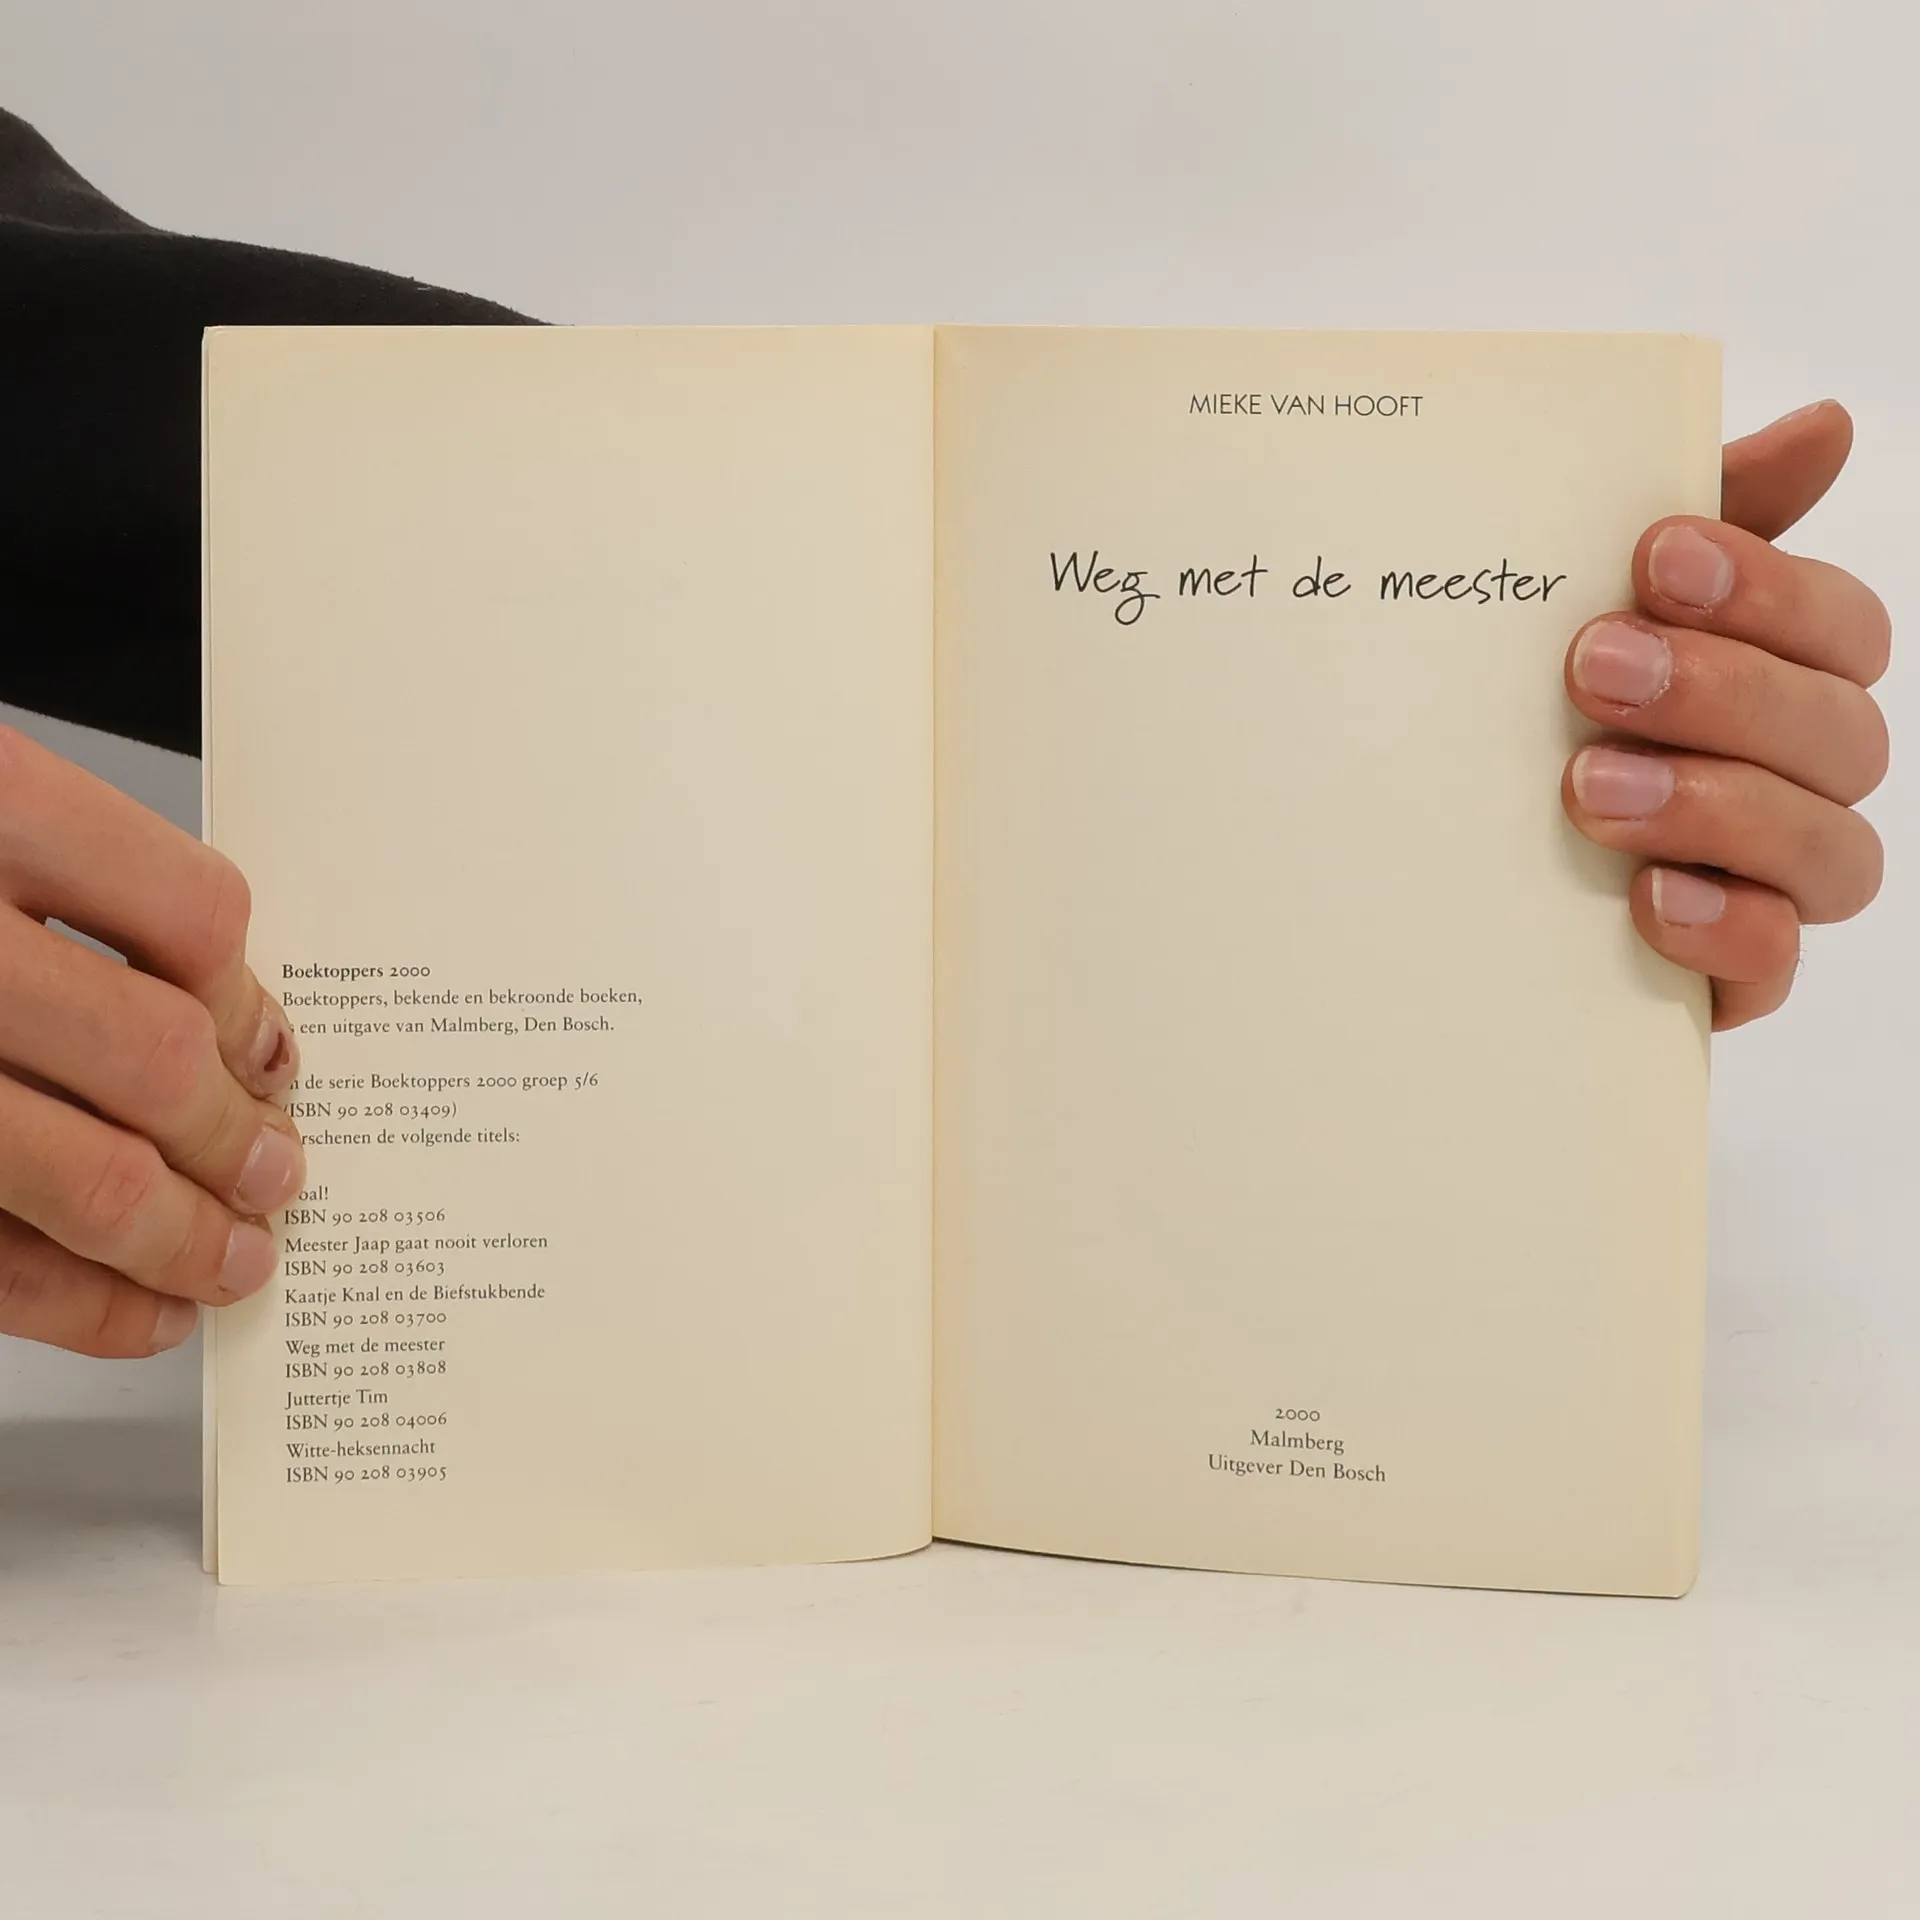 Boektoppers 2000
Boektoppers, bekende en bekroonde boeken,
een uitgave van Malmberg, Den Bosch.
de serie Boektoppers 2000 groep 5/6
(ISBN 90 208 03409)
de volgende titels:
ISBN 90 208 03506
Meester Jaap gaat nooit verloren
ISBN 90 208 03603
Kaatje Knal en de Biefstukbende
ISBN 90 208 03700
Weg met de meester
ISBN 90 208 03808
Juttertje Tim
ISBN 90 208 04006
Witte-heksennacht
ISBN 90 208 03905
MIEKE VAN HOOFT
Weg met de meester
2000
Malmberg
Uitgever Den Bosch